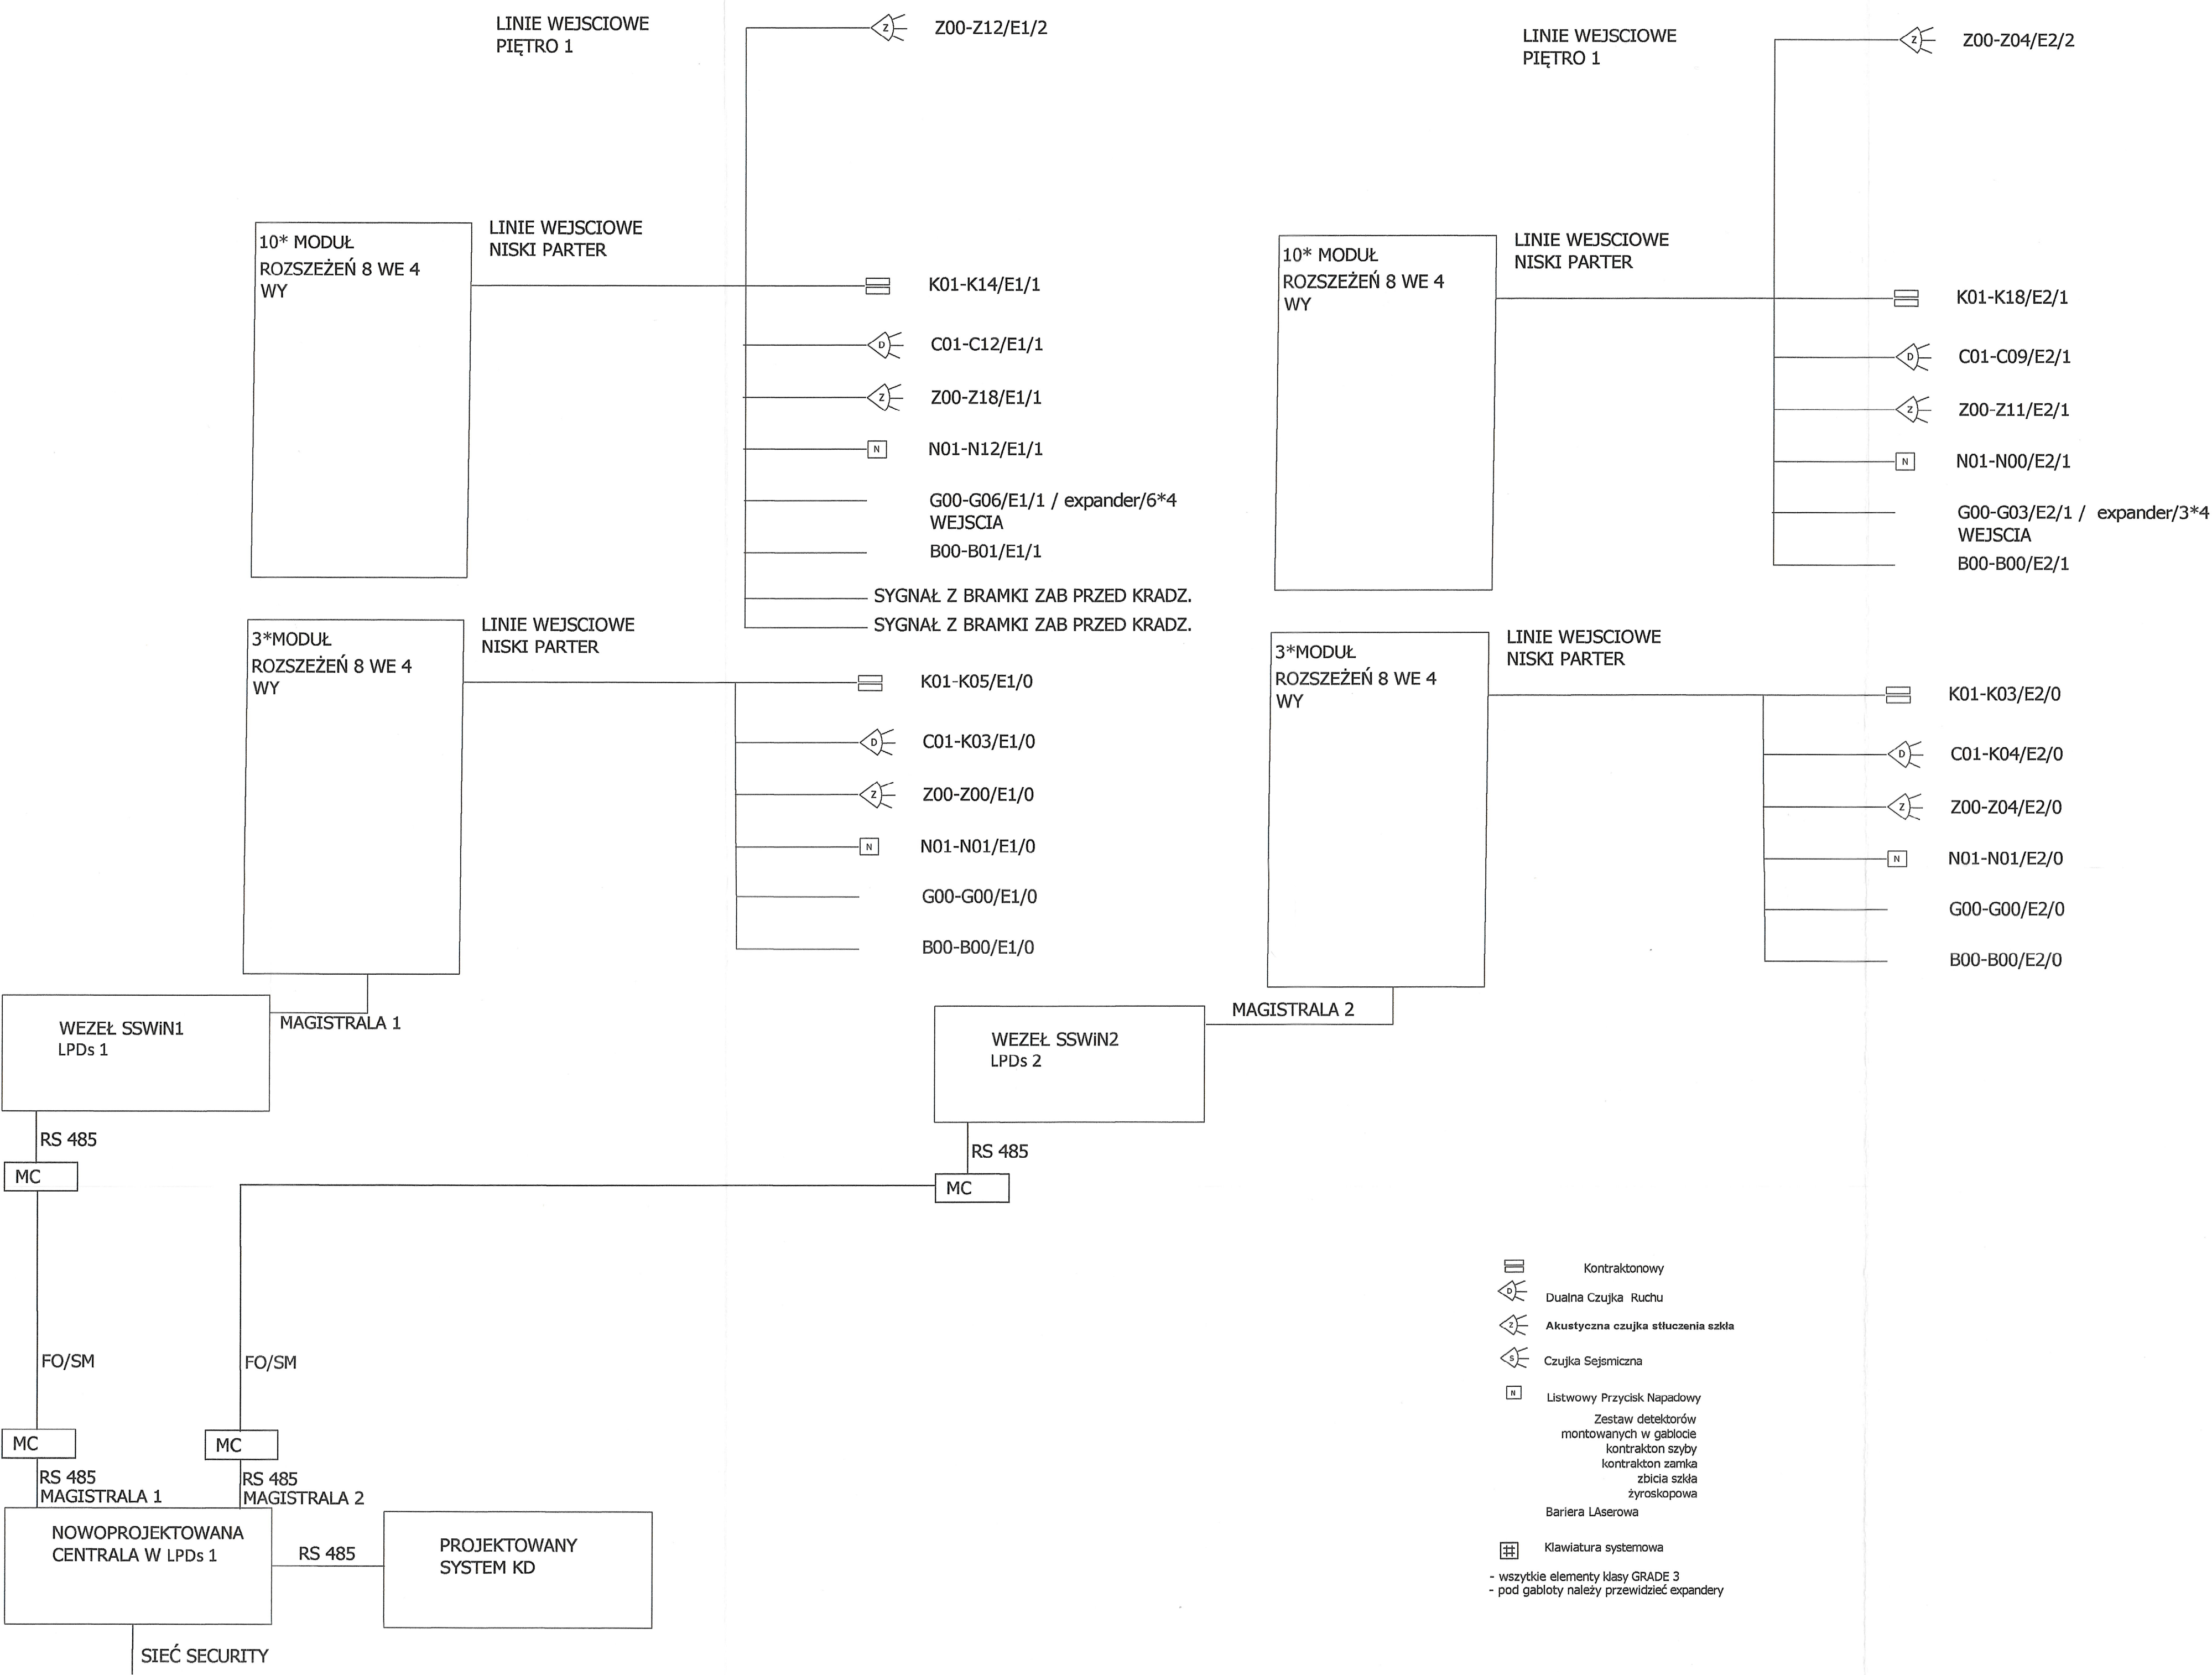 LINIE WEJSCIOWE
PIĘTRO 1
Z
Z00-Z12/E1/2
10* MODUŁ
ROZSZEŻEŃ 8 WE 4
WY
LINIE WEJSCIOWE
NISKI PARTER
K01-K14/E1/1
D
C01-C12/E1/1
Z
Z00-Z18/E1/1
N
N01-N12/E1/1
G00-G06/E1/1 / expander/6*4
WEJSCIA
B00-B01/E1/1
SYGNAŁ Z BRAMKI ZAB PRZED KRADZ.
SYGNAŁ Z BRAMKI ZAB PRZED KRADZ.
3*MODUŁ
ROZSZEŻEŃ 8 WE 4
WY
LINIE WEJSCIOWE
NISKI PARTER
K01-K05/E1/0
D
C01-K03/E1/0
Z
Z00-Z00/E1/0
N
N01-N01/E1/0
G00-G00/E1/0
B00-B00/E1/0
LINIE WEJSCIOWE
PIĘTRO 1
Z
Z00-Z04/E2/2
10* MODUŁ
ROZSZEŻEŃ 8 WE 4
WY
LINIE WEJSCIOWE
NISKI PARTER
K01-K18/E2/1
D
C01-C09/E2/1
Z
Z00-Z11/E2/1
N
N01-N00/E2/1
G00-G03/E2/1 / expander/3*4
WEJSCIA
B00-B00/E2/1
3*MODUŁ
ROZSZEŻEŃ 8 WE 4
WY
LINIE WEJSCIOWE
NISKI PARTER
K01-K03/E2/0
D
C01-K04/E2/0
Z
Z00-Z04/E2/0
N
N01-N01/E2/0
G00-G00/E2/0
B00-B00/E2/0
WEZEŁ SSWiN1
LPDs 1
MAGISTRALA 1
WEZEŁ SSWiN2
LPDs 2
MAGISTRALA 2
RS 485
MC
RS 485
MC
FO/SM
FO/SM
MC
MC
RS 485
MAGISTRALA 1
RS 485
MAGISTRALA 2
NOWOPROJEKTOWANA
CENTRALA W LPDs 1
RS 485
PROJEKTOWANY
SYSTEM KD
SIEĆ SECURITY
Kontraktonowy
D
Dualna Czujka Ruchu
Z
Akustyczna czujka stłuczenia szkła
S
Czujka Sejsmiczna
N
Listwowy Przycisk Napadowy
Zestaw detektorów
montowanych w gablocie
kontrakton szyby
kontrakton zamka
zbicia szkła
żyroskopowa
Bariera LAserowa
Klawiatura systemowa
- wszytkie elementy klasy GRADE 3
- pod gabloty należy przewidzieć expandery